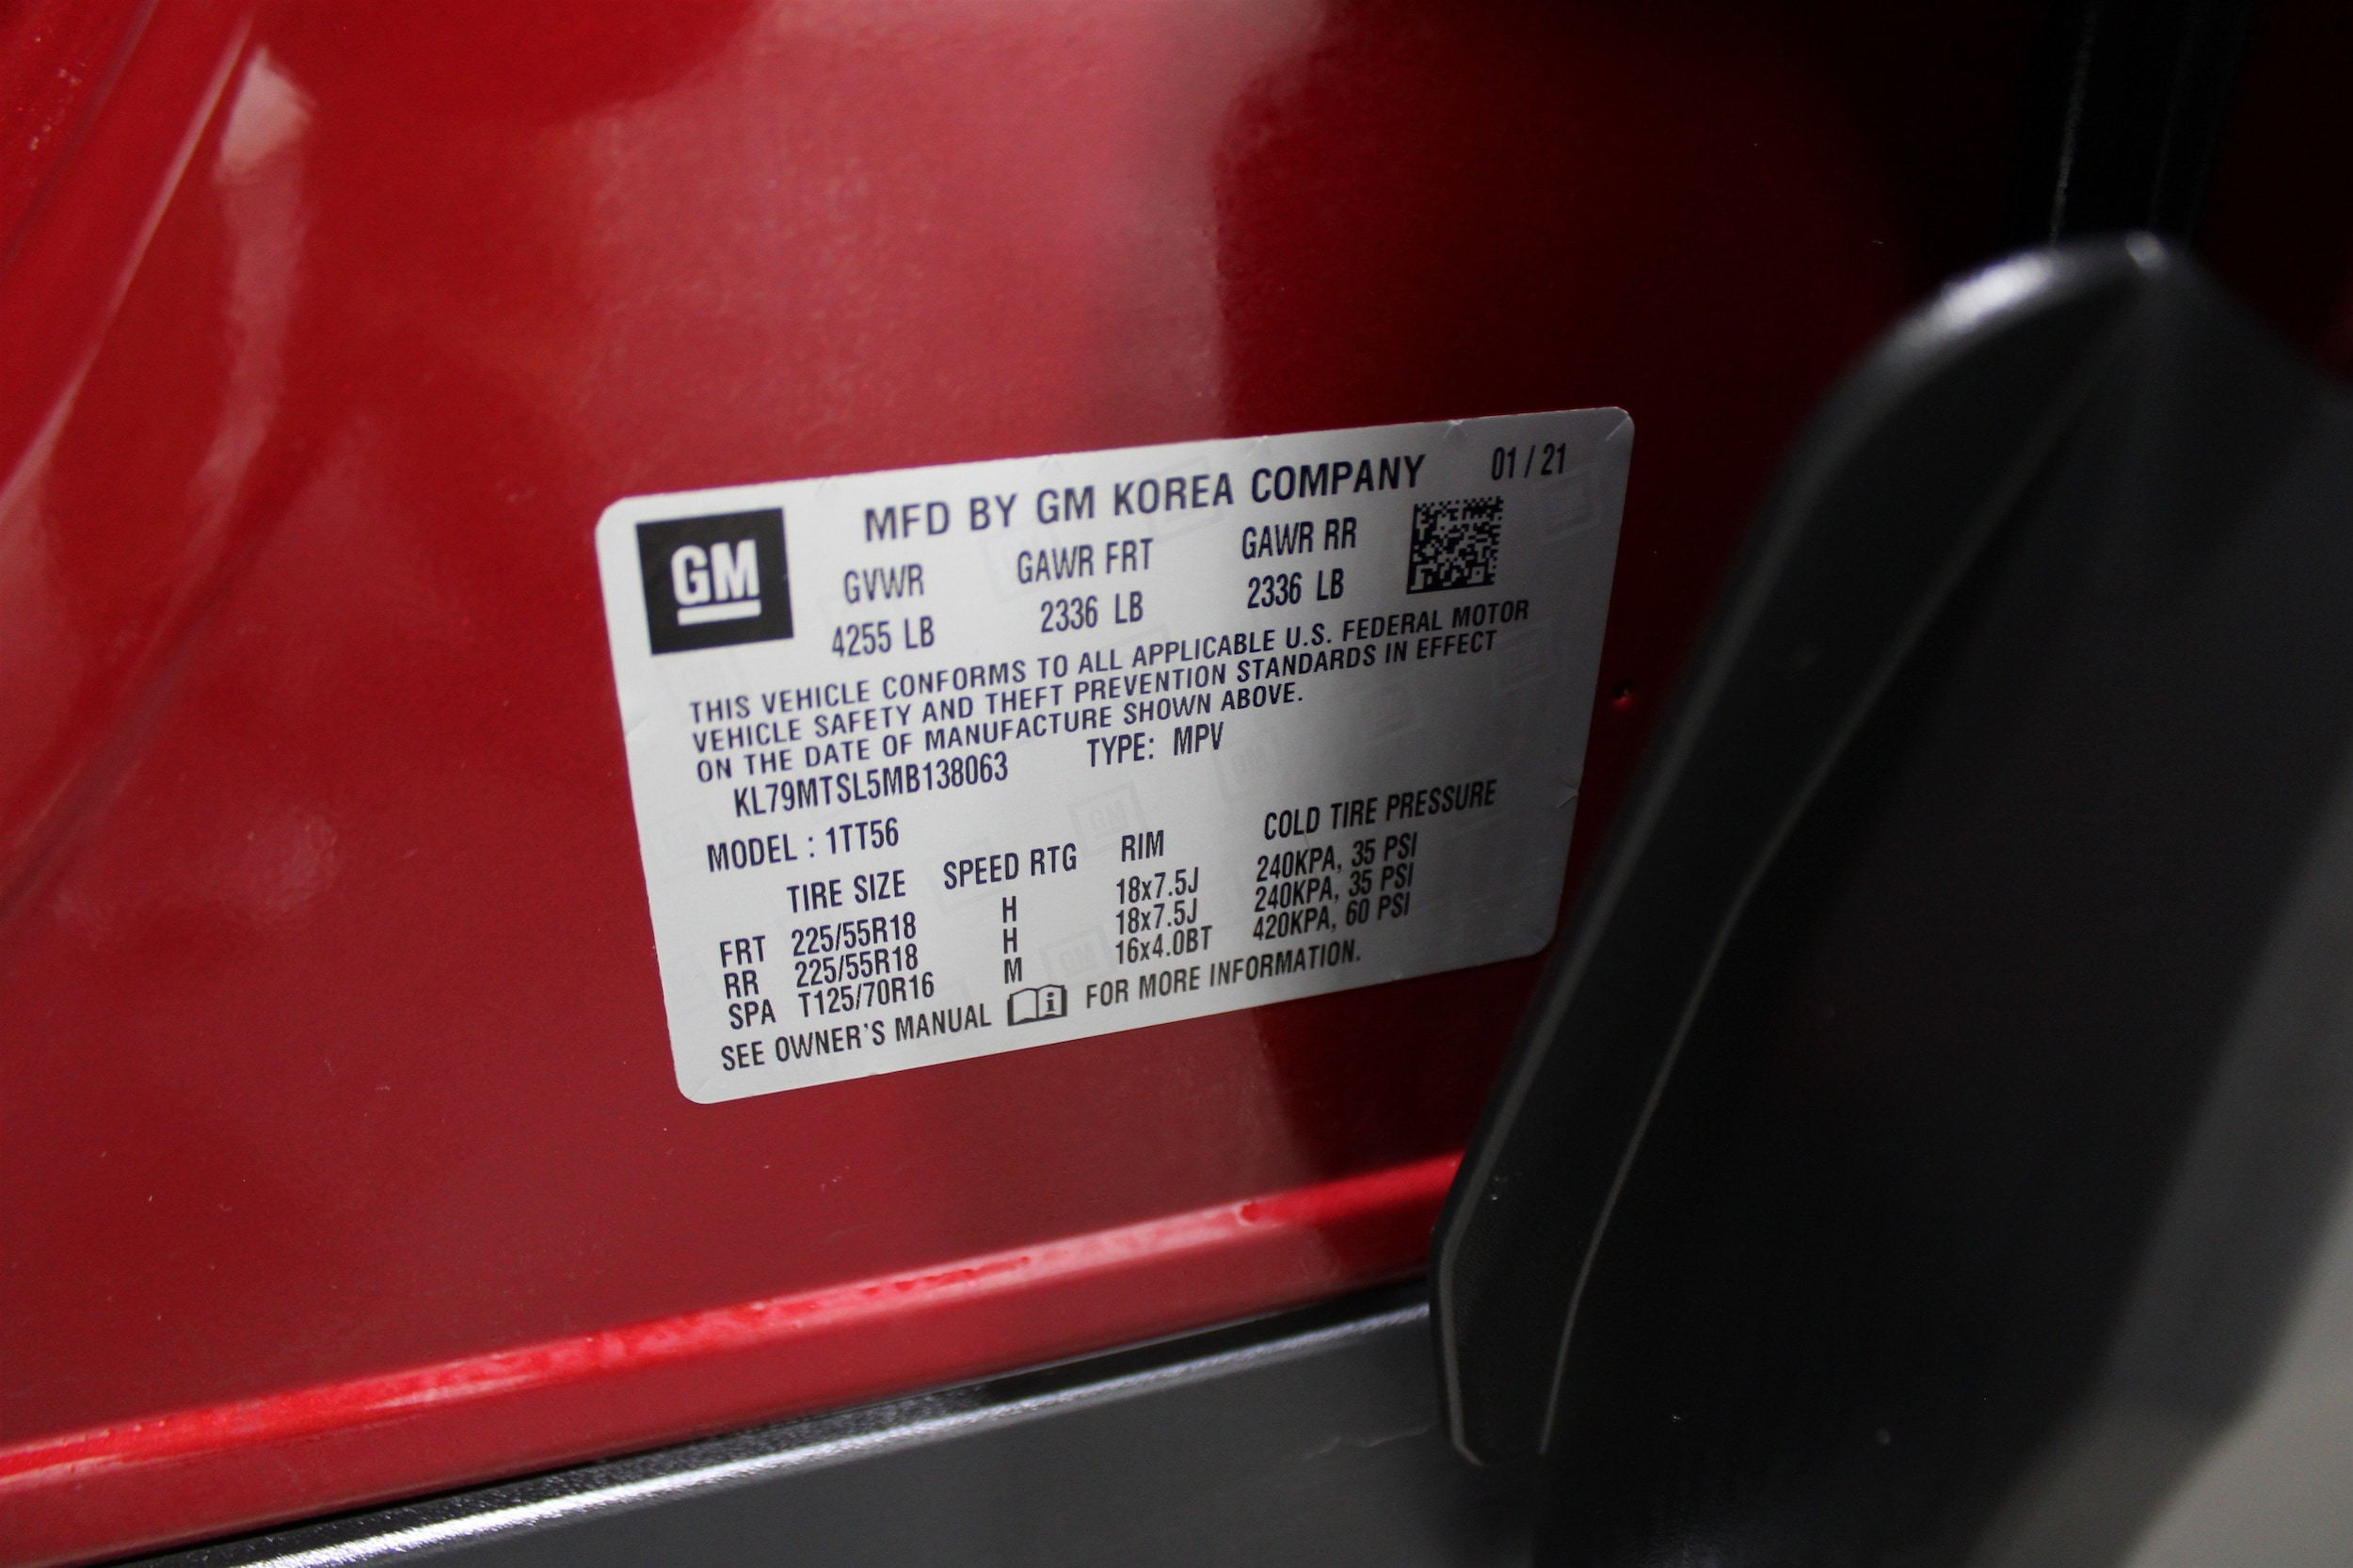 MFD BY GM KOREA COMPANY 01 / 21
GM
GVWR GAWR FRT GAWR RR
4255 LB 2336 LB 2336 LB
THIS VEHICLE CONFORMS TO ALL APPLICABLE U.S. FEDERAL MOTOR
VEHICLE SAFETY AND THEFT PREVENTION STANDARDS IN EFFECT
ON THE DATE OF MANUFACTURE SHOWN ABOVE.
KL79MTSL5MB138063 TYPE: MPV
MODEL : 1TT56
TIRE SIZE SPEED RTG RIM COLD TIRE PRESSURE
FRT 225/55R18 H 18x7.5J 240KPA, 35 PSI
RR 225/55R18 H 18x7.5J 240KPA, 35 PSI
SPA T125/70R16 M 16x4.0BT 420KPA, 60 PSI
SEE OWNER'S MANUAL FOR MORE INFORMATION.